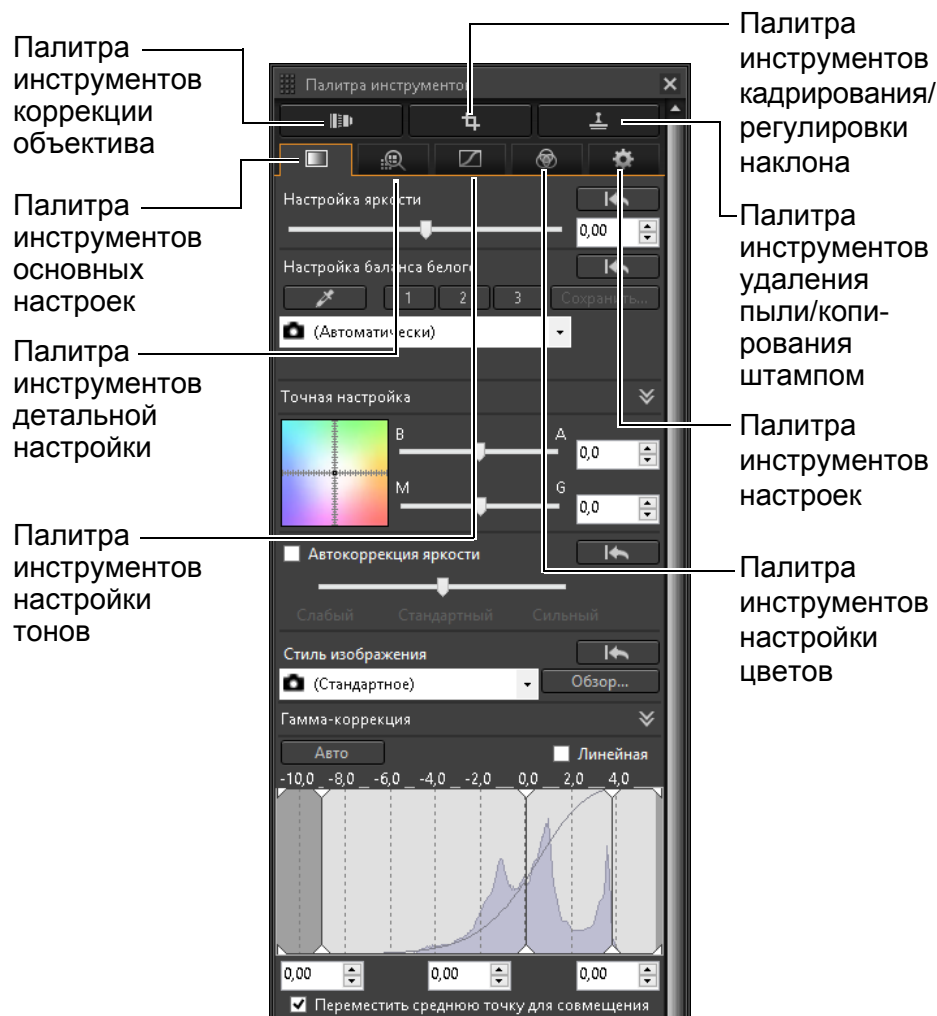 Палитра
инструментов
коррекции
объектива
Палитра
инструментов
основных
настроек
Палитра
инструментов
детальной
настройки
Палитра
инструментов
настройки
тонов
Палитра инструментов
Настройка яркости
0,00
Настройка баланса белого
1 2 3 Сохранить...
(Автоматически)
Точная настройка
B A
0,0
M G
0,0
Автокоррекция яркости
Слабый Стандартный Сильный
Стиль изображения
(Стандартное) Обзор...
Гамма-коррекция
Авто Линейная
-10,0 -8,0 -6,0 -4,0 -2,0 0,0 2,0 4,0
0,00 0,00 0,00
Переместить среднюю точку для совмещения
Палитра
инструментов
кадрирования/
регулировки
наклона
Палитра
инструментов
удаления
пыли/копи-
рования
штампом
Палитра
инструментов
настроек
Палитра
инструментов
настройки
цветов